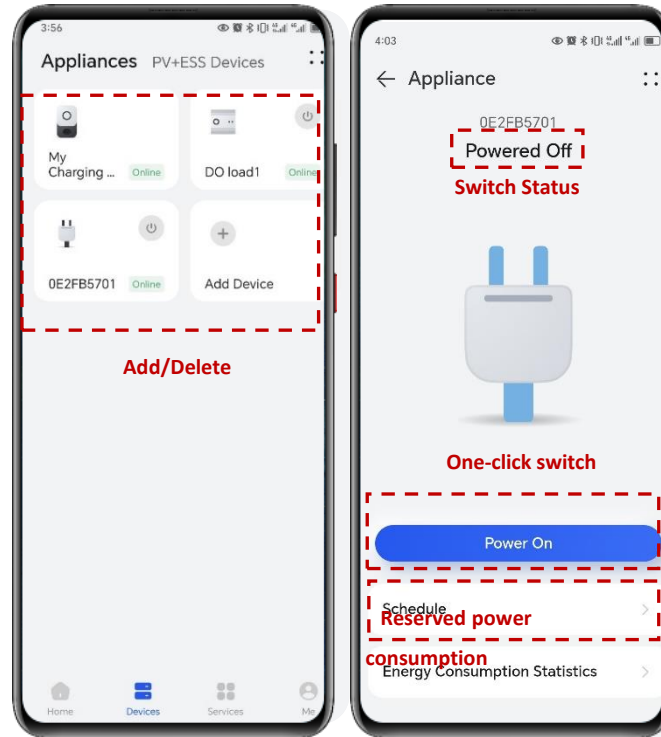 3:56
Appliances PV+ESS Devices
My
Charging ... Online
DO load1 Online
0E2FB5701 Online
Add Device
Add/Delete
Home Devices Services Me
4:03
Appliance
0E2FB5701
Powered Off
Switch Status
One-click switch
Power On
Schedule
Reserved power
consumption
Energy Consumption Statistics